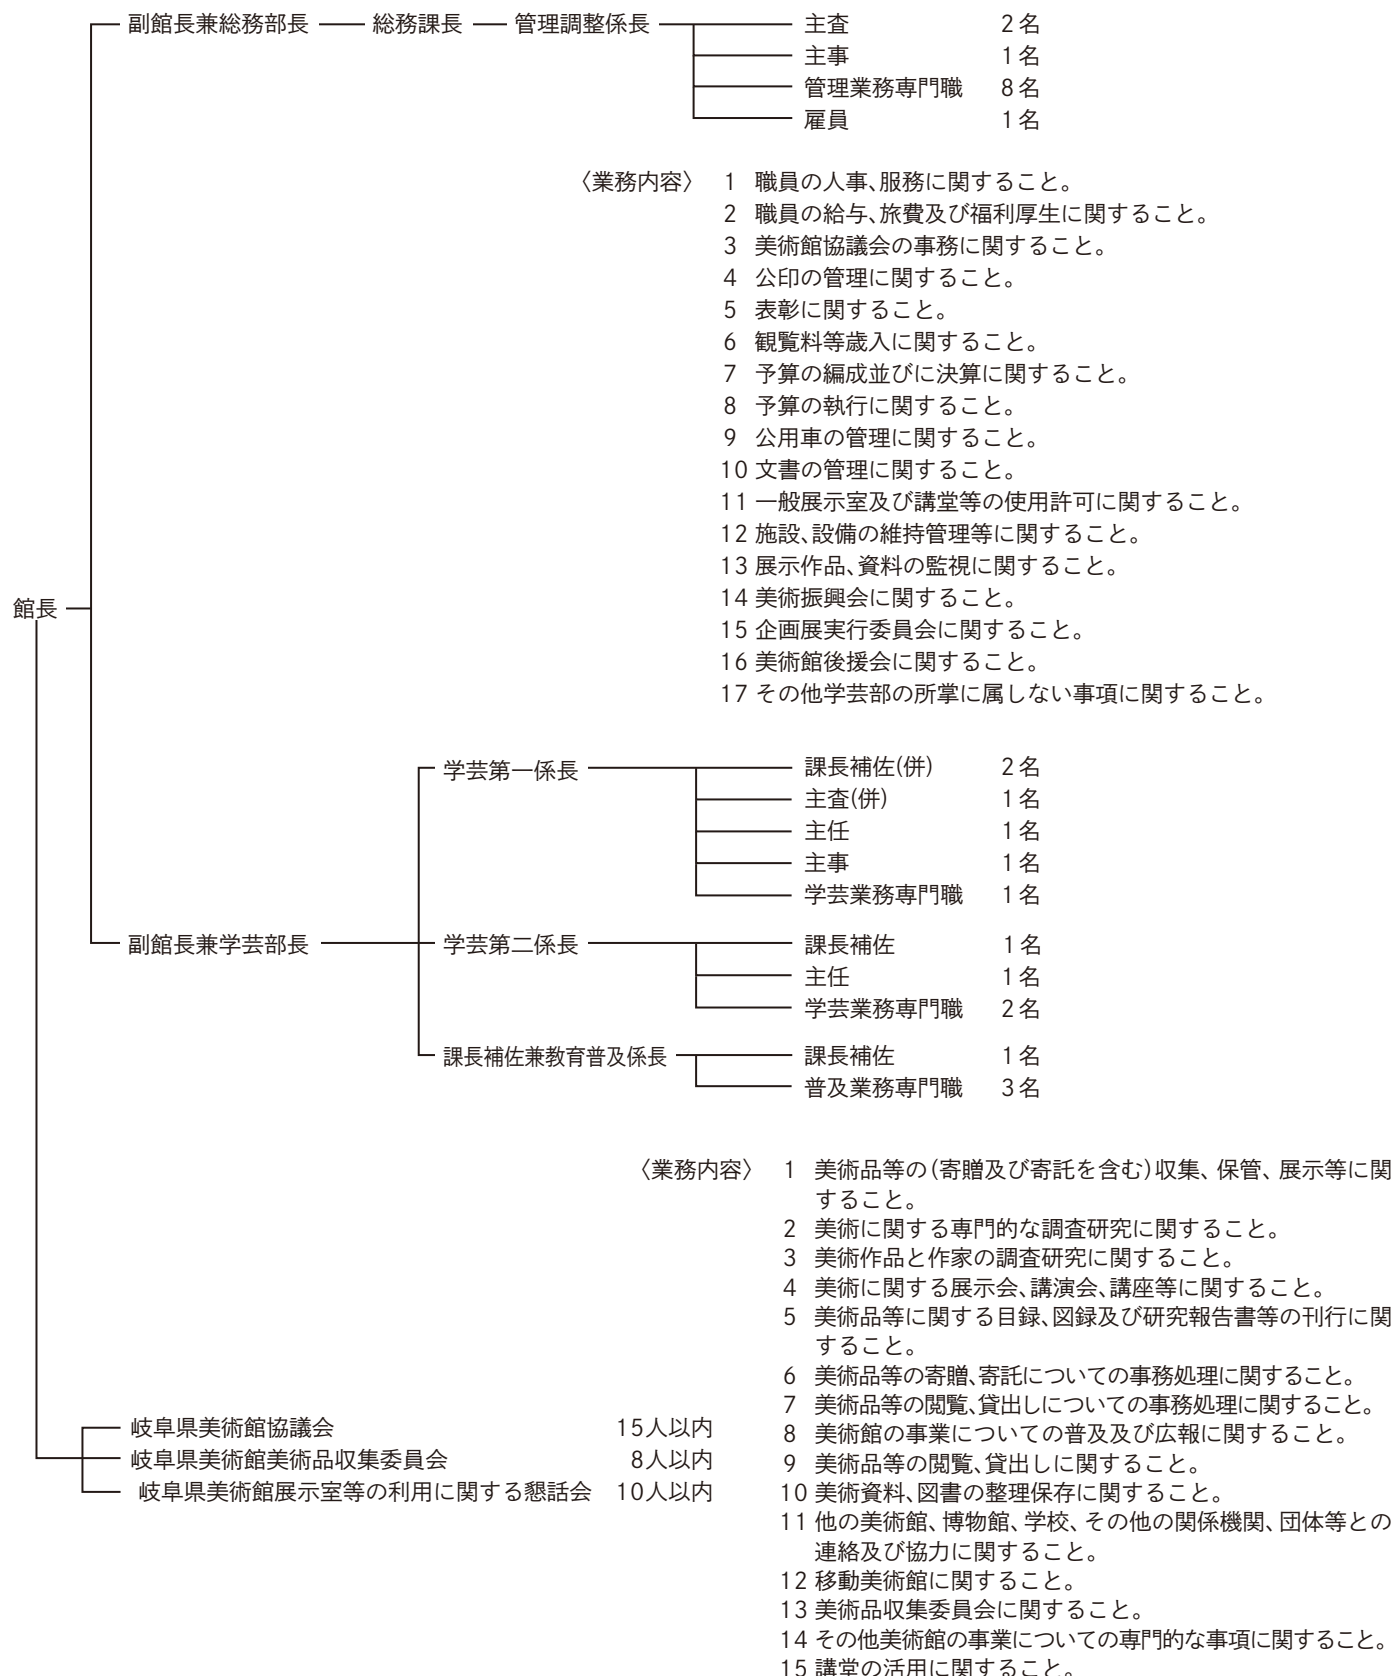 副館長兼総務部長 総務課長 管理調整係長 主査 2名
主事 1名
管理業務専門職 8名
雇員 1名
〈業務内容〉 1 職員の人事、服務に関すること。
2 職員の給与、旅費及び福利厚生に関すること。
3 美術館協議会の事務に関すること。
4 公印の管理に関すること。
5 表彰に関すること。
6 観覧料等歳入に関すること。
7 予算の編成並びに決算に関すること。
8 予算の執行に関すること。
9 公用車の管理に関すること。
10 文書の管理に関すること。
11 一般展示室及び講堂等の使用許可に関すること。
12 施設、設備の維持管理等に関すること。
13 展示作品、資料の監視に関すること。
14 美術振興会に関すること。
15 企画展実行委員会に関すること。
16 美術館後援会に関すること。
17 その他学芸部の所掌に属しない事項に関すること。
館長
学芸第一係長 課長補佐(併) 2名
主査(併) 1名
主任 1名
主事 1名
学芸業務専門職 1名
副館長兼学芸部長 学芸第二係長 課長補佐 1名
主任 1名
学芸業務専門職 2名
課長補佐兼教育普及係長 課長補佐 1名
普及業務専門職 3名
〈業務内容〉 1 美術品等の(寄贈及び寄託を含む)収集、保管、展示等に関
すること。
2 美術に関する専門的な調査研究に関すること。
3 美術作品と作家の調査研究に関すること。
4 美術に関する展示会、講演会、講座等に関すること。
5 美術品等に関する目録、図録及び研究報告書等の刊行に関
すること。
6 美術品等の寄贈、寄託についての事務処理に関すること。
7 美術品等の閲覧、貸出しについての事務処理に関すること。
8 美術館の事業についての普及及び広報に関すること。
9 美術品等の閲覧、貸出しに関すること。
10 美術資料、図書の整理保存に関すること。
11 他の美術館、博物館、学校、その他の関係機関、団体等との
連絡及び協力に関すること。
12 移動美術館に関すること。
13 美術品収集委員会に関すること。
14 その他美術館の事業についての専門的な事項に関すること。
15 講堂の活用に関すること。
岐阜県美術館協議会 15人以内
岐阜県美術館美術品収集委員会 8人以内
岐阜県美術館展示室等の利用に関する懇話会 10人以内